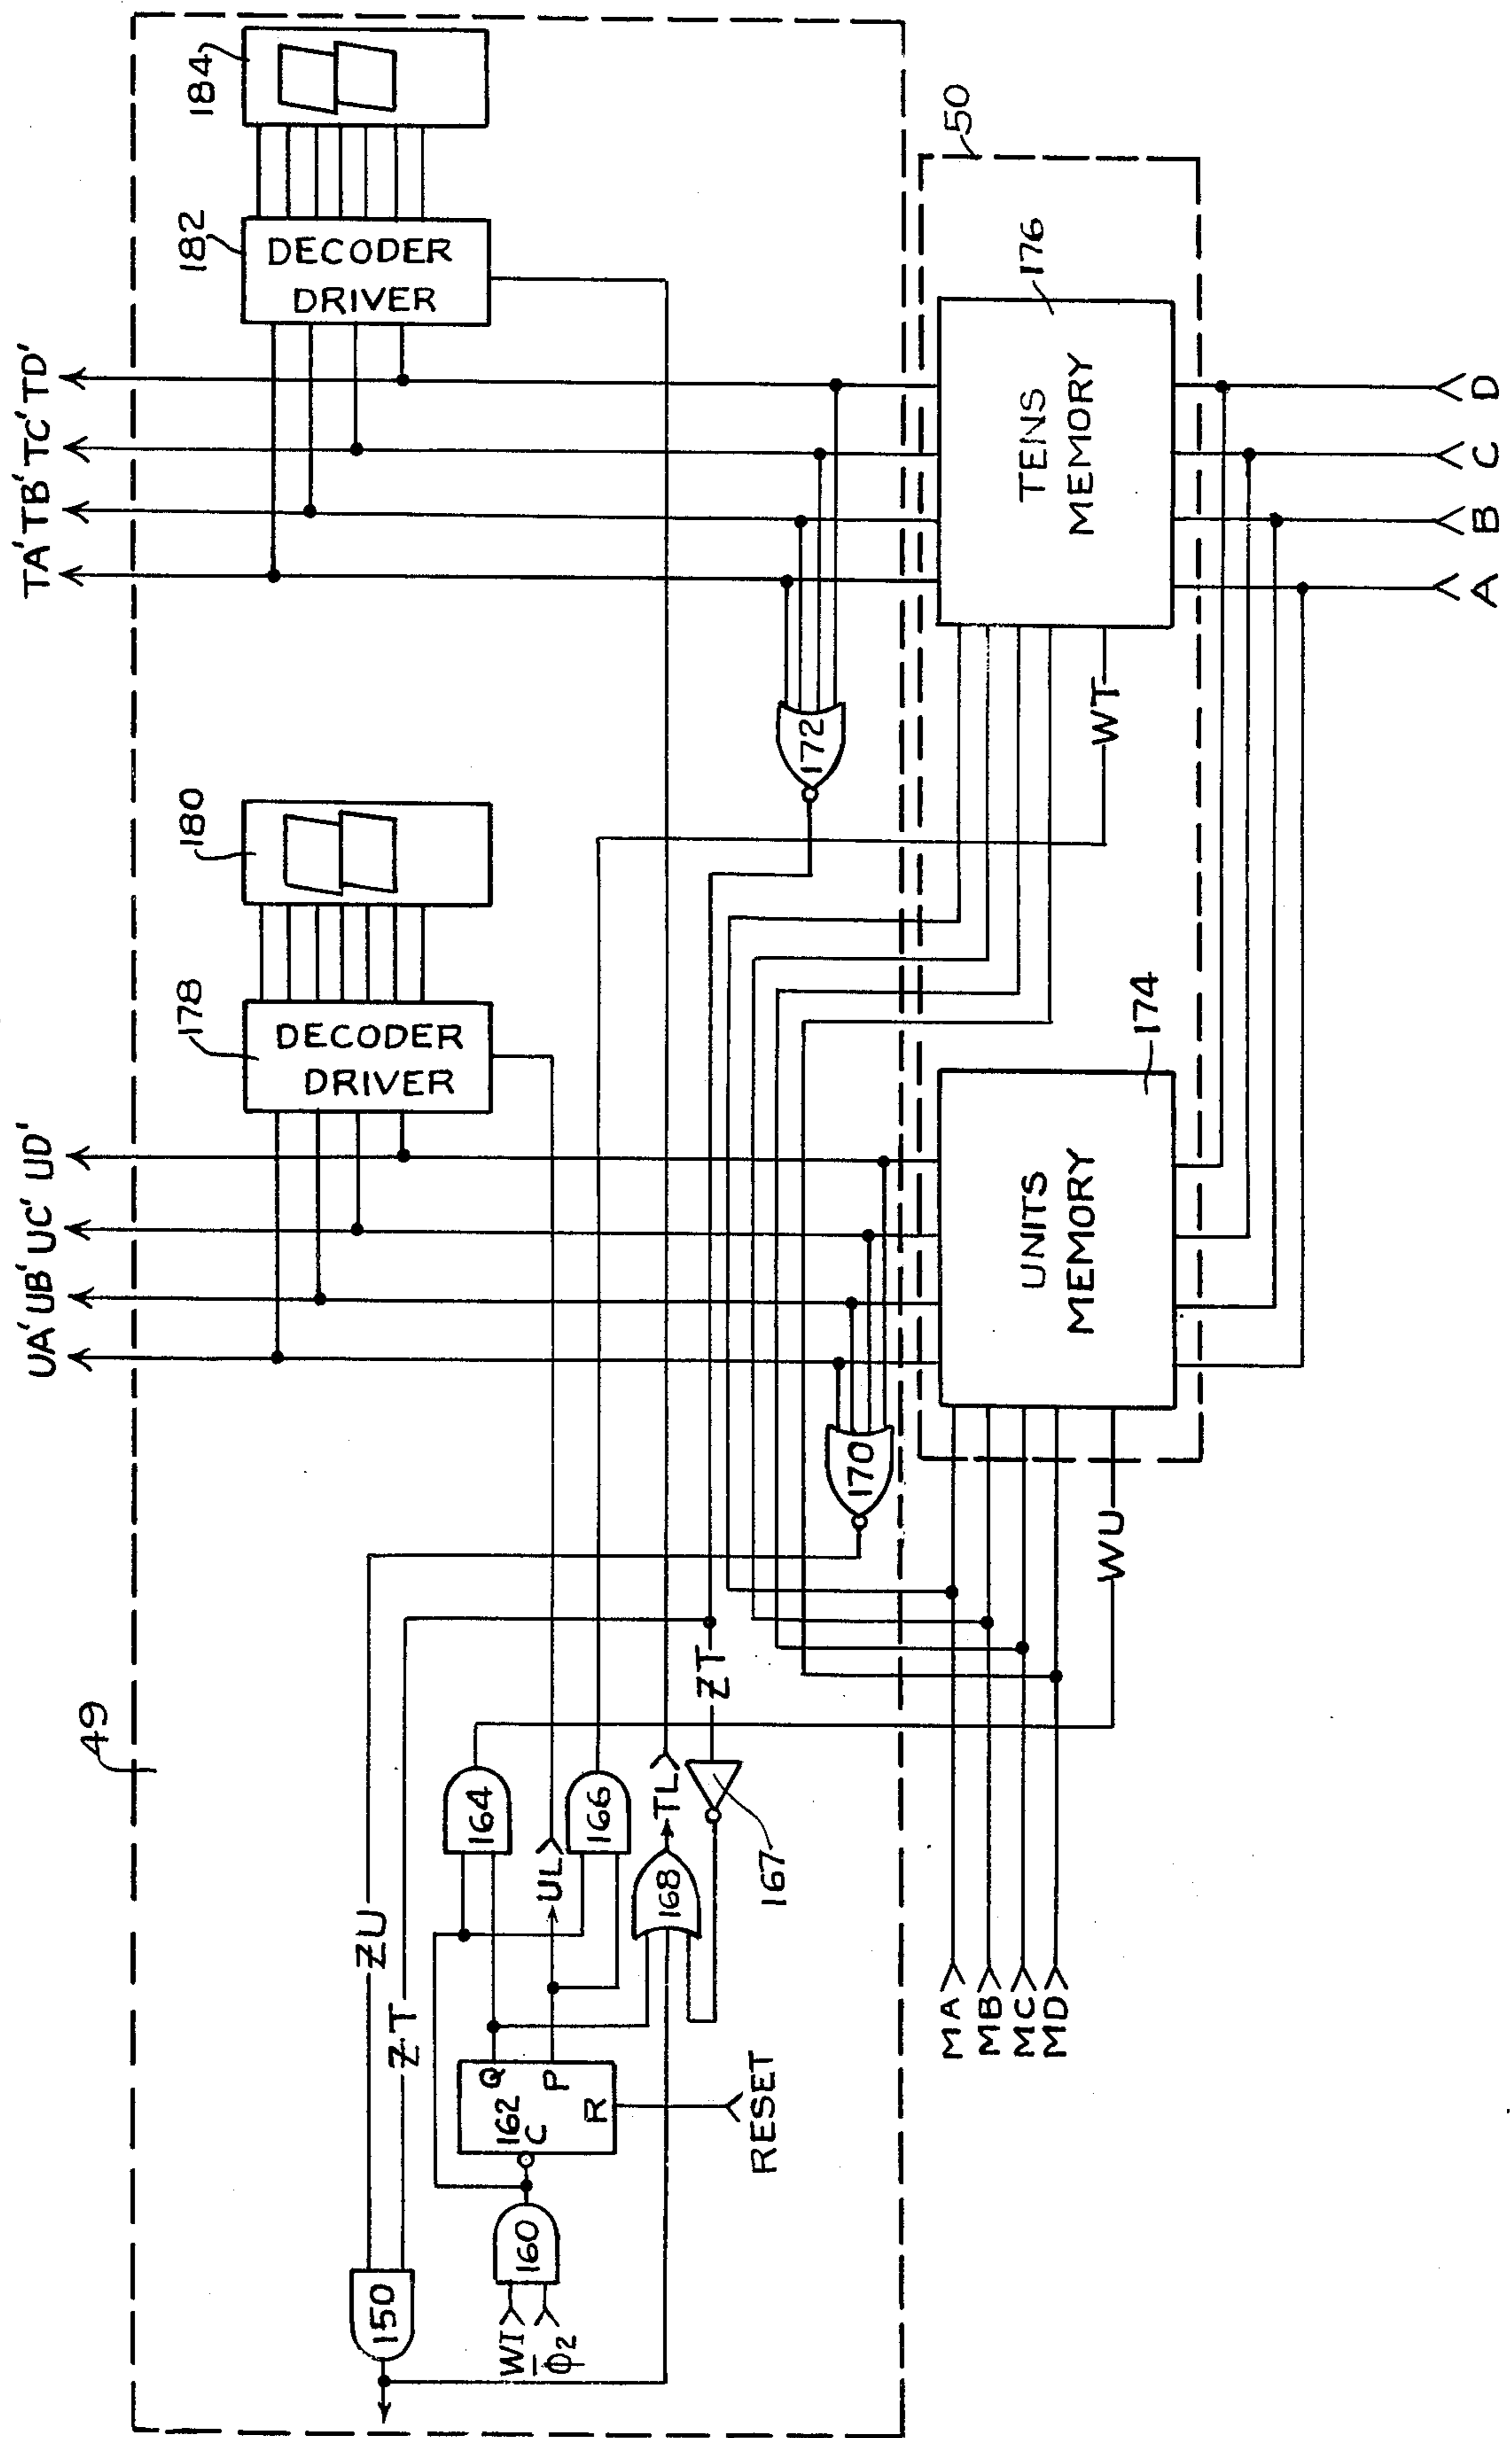 49
UA' UB' UC' UD'
TA' TB' TC' TD'
178
180
182
184
DECODER
DRIVER
DECODER
DRIVER
150
ZU
ZT
WI
Φ̅2
160
162
C
Q
P
R
RESET
164
UL
166
168
TL
167
ZT
170
172
50
MA
MB
MC
MD
WU
WT
UNITS
MEMORY
174
TENS
MEMORY
176
A B C D